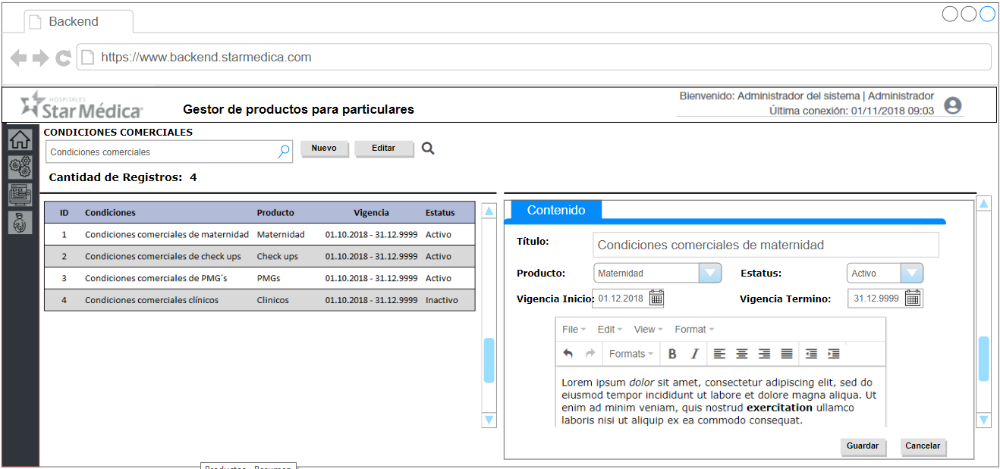 Backend
https://www.backend.starmedica.com
HOSPITALES
Star Médica
Gestor de productos para particulares
Bienvenido: Administrador del sistema | Administrador
Última conexión: 01/11/2018 09:03
CONDICIONES COMERCIALES
Condiciones comerciales
Nuevo
Editar
Cantidad de Registros: 4
ID Condiciones Producto Vigencia Estatus
1 Condiciones comerciales de maternidad Maternidad 01.10.2018 - 31.12.9999 Activo
2 Condiciones comerciales de check ups Check ups 01.10.2018 - 31.12.9999 Activo
3 Condiciones comerciales de PMG´s PMGs 01.10.2018 - 31.12.9999 Activo
4 Condiciones comerciales clínicos Clinicos 01.10.2018 - 31.12.9999 Inactivo
Contenido
Título: Condiciones comerciales de maternidad
Producto: Maternidad Estatus: Activo
Vigencia Inicio: 01.12.2018 Vigencia Termino: 31.12.9999
File Edit View Format
Formats B I
Lorem ipsum dolor sit amet, consectetur adipiscing elit, sed do
eiusmod tempor incididunt ut labore et dolore magna aliqua. Ut
enim ad minim veniam, quis nostrud exercitation ullamco
laboris nisi ut aliquip ex ea commodo consequat.
Guardar Cancelar